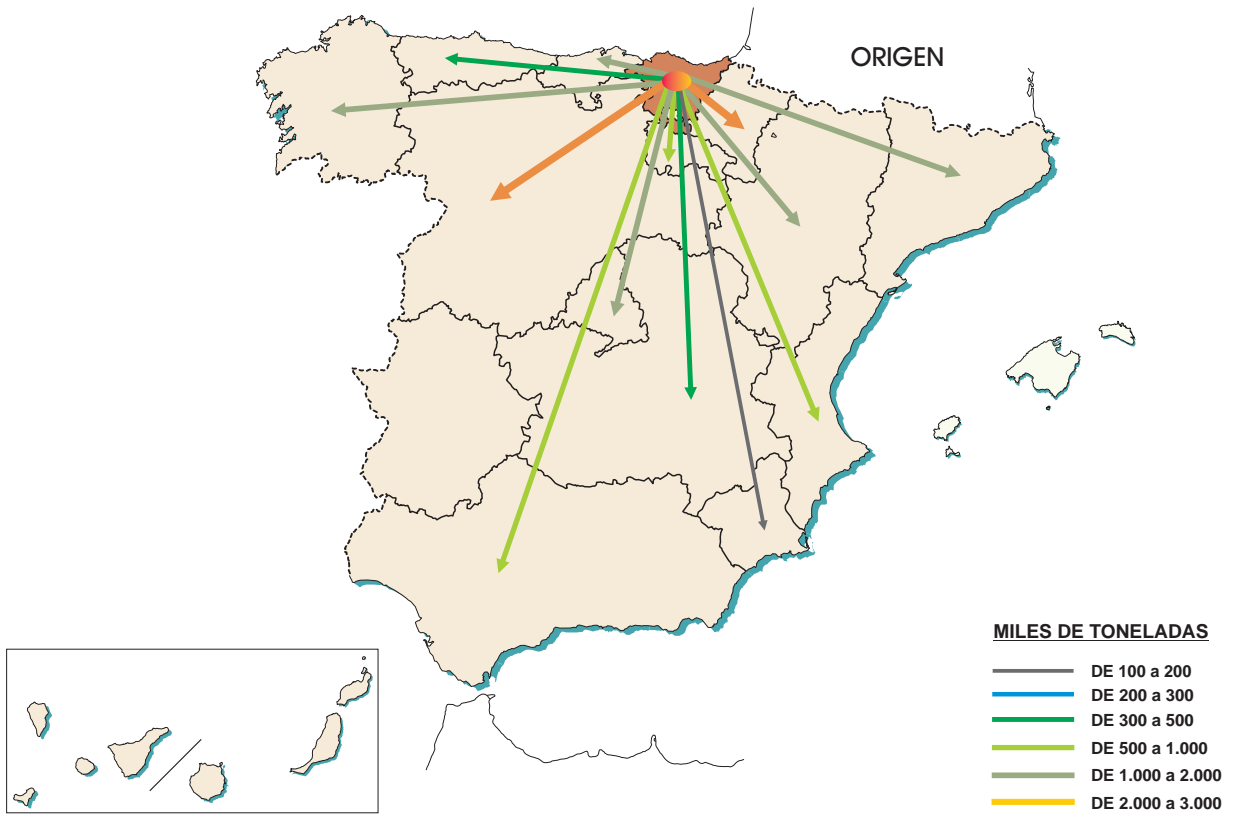 ORIGEN
MILES DE TONELADAS
DE 100 a 200
DE 200 a 300
DE 300 a 500
DE 500 a 1.000
DE 1.000 a 2.000
DE 2.000 a 3.000